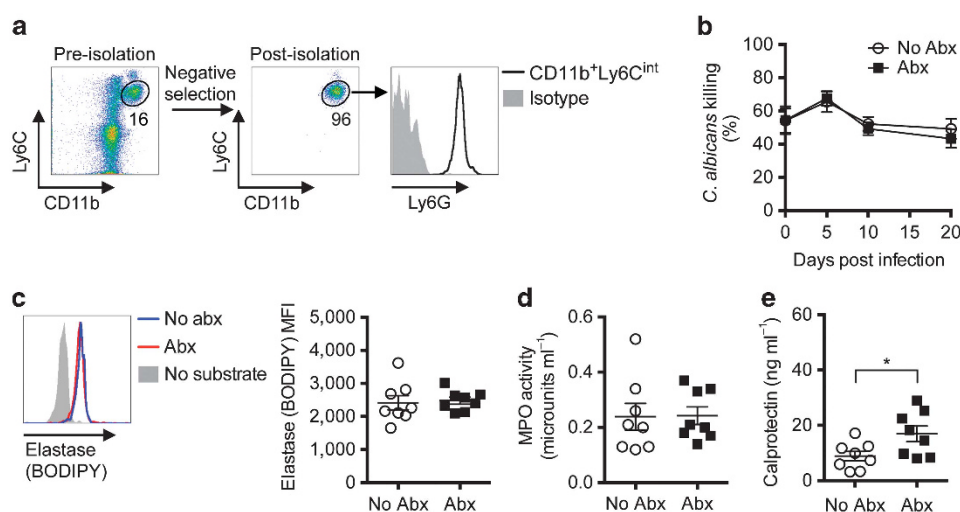 a
Pre-isolation
Negative
selection
Post-isolation
16
96
CD11b+Ly6Cint
Isotype
Ly6C
CD11b
Ly6C
CD11b
Ly6G
b
No Abx
Abx
C. albicans killing
(%)
100
80
60
40
20
0
0 5 10 15 20
Days post infection
c
No abx
Abx
No substrate
Elastase
(BODIPY)
Elastase (BODIPY) MFI
5,000
4,000
3,000
2,000
1,000
0
No Abx Abx
d
MPO activity
(microunits ml−1)
0.6
0.4
0.2
0.0
No Abx Abx
e
Calprotectin (ng ml−1)
60
40
20
0
*
No Abx Abx